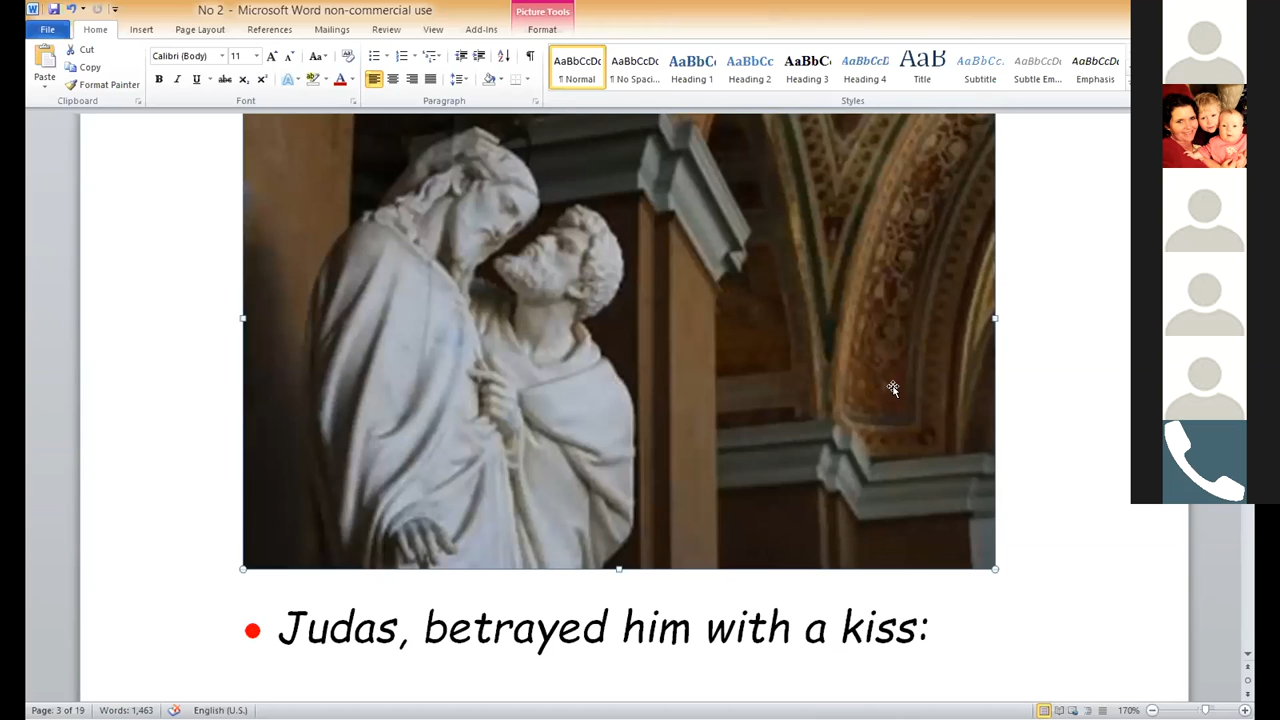 No 2 - Microsoft Word non-commercial use
Picture Tools
File Home Insert Page Layout References Mailings Review View Add-Ins Format
Paste
Cut
Copy
Format Painter
Calibri (Body) 11
AaBbCcDc AaBbCcDc AaBbC AaBbCc AaBbC AaBbCcD AaB AaBbCc. AaBbCcDc AaBbCcDc
¶ Normal ¶ No Spaci... Heading 1 Heading 2 Heading 3 Heading 4 Title Subtitle Subtle Em... Emphasis
Clipboard Font Paragraph Styles
• Judas, betrayed him with a kiss:
Page: 3 of 19 Words: 1,463 English (U.S.) 170%